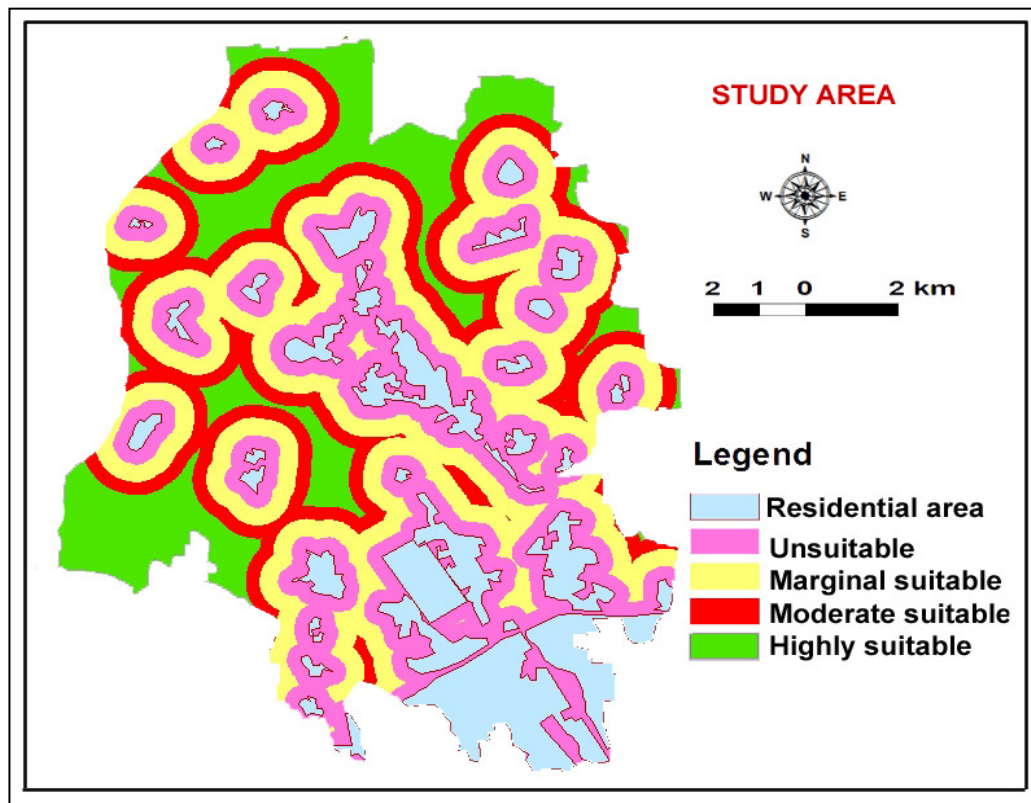 STUDY AREA
N
W E
S
2 1 0 2 km
Legend
Residential area
Unsuitable
Marginal suitable
Moderate suitable
Highly suitable